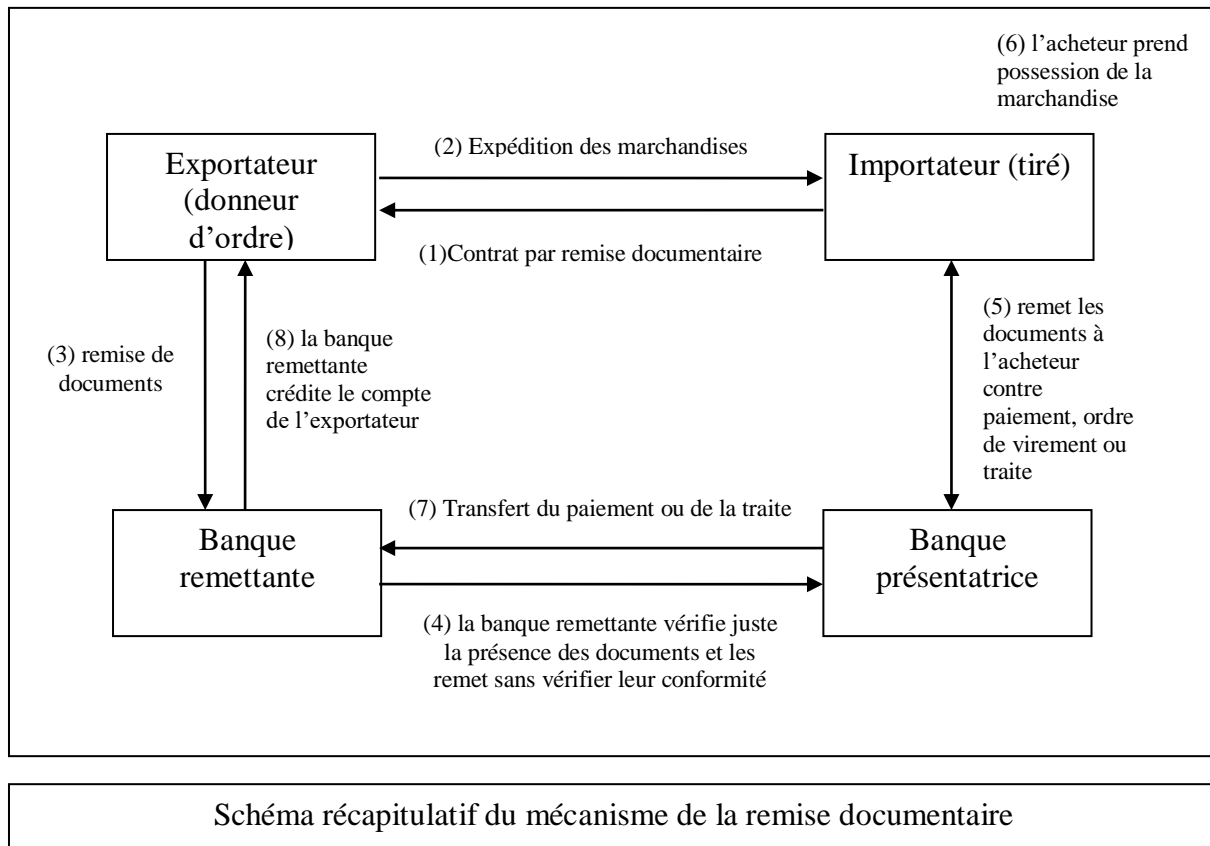 (6) l’acheteur prend
possession de la
marchandise
(2) Expédition des marchandises
Exportateur
(donneur
d’ordre)
Importateur (tiré)
(1)Contrat par remise documentaire
(3) remise de
documents
(8) la banque
remettante
crédite le compte
de l’exportateur
(5) remet les
documents à
l’acheteur
contre
paiement, ordre
de virement ou
traite
(7) Transfert du paiement ou de la traite
Banque
remettante
Banque
présentatrice
(4) la banque remettante vérifie juste
la présence des documents et les
remet sans vérifier leur conformité
Schéma récapitulatif du mécanisme de la remise documentaire